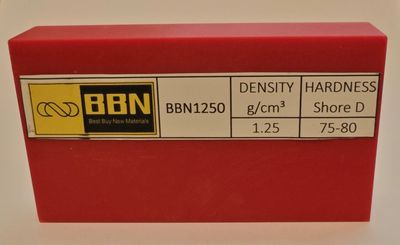 BBN
Best Buy New Materials
BBN1250
DENSITY
g/cm³
1.25
HARDNESS
Shore D
75-80